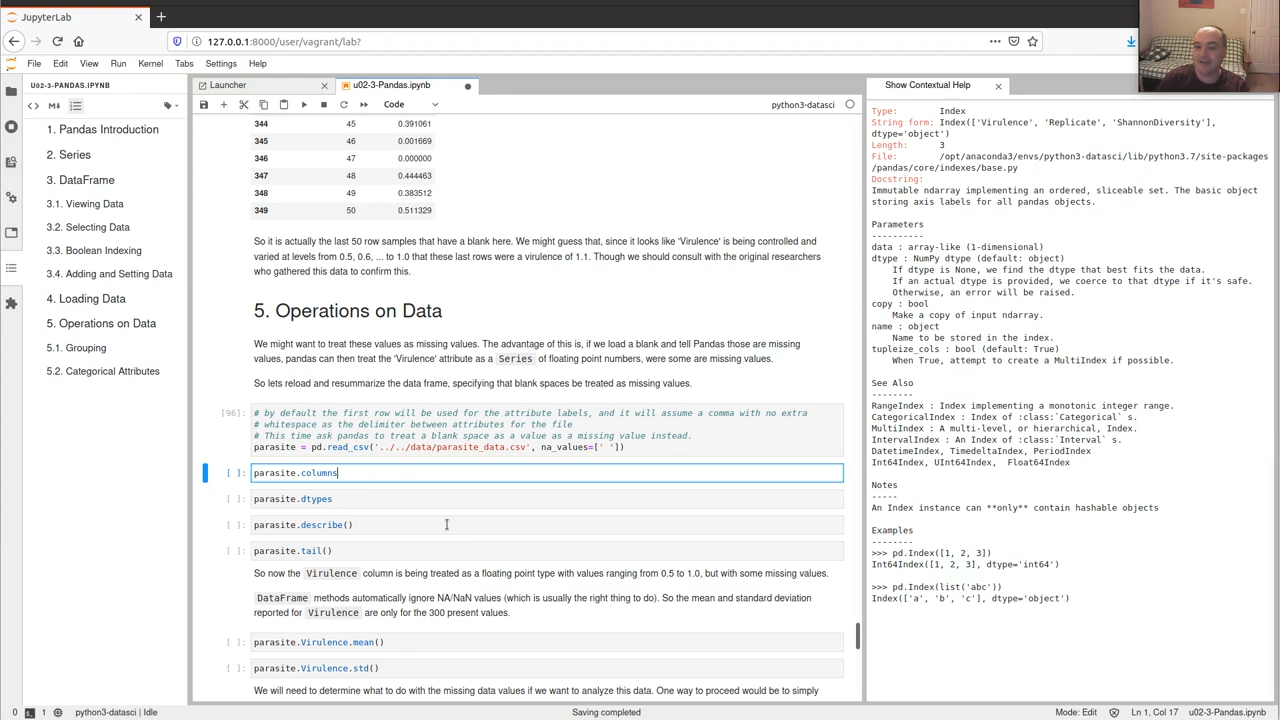 JupyterLab
127.0.0.1:8000/user/vagrant/lab?
File Edit View Run Kernel Tabs Settings Help
U02-3-PANDAS.IPYNB
1. Pandas Introduction
2. Series
3. DataFrame
3.1. Viewing Data
3.2. Selecting Data
3.3. Boolean Indexing
3.4. Adding and Setting Data
4. Loading Data
5. Operations on Data
5.1. Grouping
5.2. Categorical Attributes
Launcher
u02-3-Pandas.ipynb
Code
python3-datasci
344 45 0.391061
345 46 0.001669
346 47 0.000000
347 48 0.444463
348 49 0.383512
349 50 0.511329
So it is actually the last 50 row samples that have a blank here. We might guess that, since it looks like 'Virulence' is being controlled and
varied at levels from 0.5, 0.6, ... to 1.0 that these last rows were a virulence of 1.1. Though we should consult with the original researchers
who gathered this data to confirm this.
5. Operations on Data
We might want to treat these values as missing values. The advantage of this is, if we load a blank and tell Pandas those are missing
values, pandas can then treat the 'Virulence' attribute as a Series of floating point numbers, were some are missing values.
So lets reload and resummarize the data frame, specifying that blank spaces be treated as missing values.
[96]: # by default the first row will be used for the attribute labels, and it will assume a comma with no extra
# whitespace as the delimiter between attributes for the file
# This time ask pandas to treat a blank space as a value as a missing value instead.
parasite = pd.read_csv('../../data/parasite_data.csv', na_values=[' '])
[ ]: parasite.columns
[ ]: parasite.dtypes
[ ]: parasite.describe()
[ ]: parasite.tail()
So now the Virulence column is being treated as a floating point type with values ranging from 0.5 to 1.0, but with some missing values.
DataFrame methods automatically ignore NA/NaN values (which is usually the right thing to do). So the mean and standard deviation
reported for Virulence are only for the 300 present values.
[ ]: parasite.Virulence.mean()
[ ]: parasite.Virulence.std()
We will need to determine what to do with the missing data values if we want to analyze this data. One way to proceed would be to simply
Show Contextual Help
Type: Index
String form: Index(['Virulence', 'Replicate', 'ShannonDiversity'],
dtype='object')
Length: 3
File: /opt/anaconda3/envs/python3-datasci/lib/python3.7/site-packages
/pandas/core/indexes/base.py
Docstring:
Immutable ndarray implementing an ordered, sliceable set. The basic object
storing axis labels for all pandas objects.
Parameters
----------
data : array-like (1-dimensional)
dtype : NumPy dtype (default: object)
If dtype is None, we find the dtype that best fits the data.
If an actual dtype is provided, we coerce to that dtype if it's safe.
Otherwise, an error will be raised.
copy : bool
Make a copy of input ndarray.
name : object
Name to be stored in the index.
tupleize_cols : bool (default: True)
When True, attempt to create a MultiIndex if possible.
See Also
--------
RangeIndex : Index implementing a monotonic integer range.
CategoricalIndex : Index of :class:`Categorical` s.
MultiIndex : A multi-level, or hierarchical, Index.
IntervalIndex : An Index of :class:`Interval` s.
DatetimeIndex, TimedeltaIndex, PeriodIndex
Int64Index, UInt64Index, Float64Index
Notes
-----
An Index instance can **only** contain hashable objects
Examples
--------
>>> pd.Index([1, 2, 3])
Int64Index([1, 2, 3], dtype='int64')
>>> pd.Index(list('abc'))
Index(['a', 'b', 'c'], dtype='object')
0 1 python3-datasci | Idle
Saving completed
Mode: Edit Ln 1, Col 17 u02-3-Pandas.ipynb